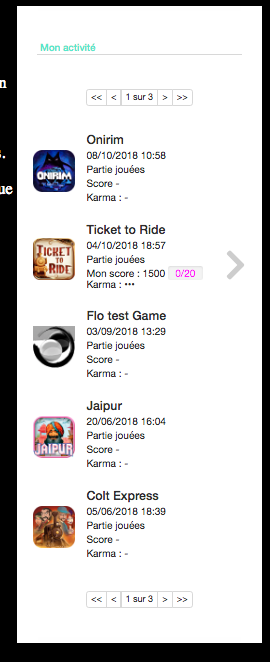 Mon activité
n
<< < 1 sur 3 > >>
.
ue
Onirim
08/10/2018 10:58
Partie jouées
Score -
Karma : -
ONIRIM
Ticket to Ride
04/10/2018 18:57
Partie jouées
Mon score : 1500 0/20
Karma : •••
TICKET
TO
RIDE
Flo test Game
03/09/2018 13:29
Partie jouées
Score -
Karma : -
Jaipur
20/06/2018 16:04
Partie jouées
Score -
Karma : -
JAIPUR
Colt Express
05/06/2018 18:39
Partie jouées
Score -
Karma : -
<< < 1 sur 3 > >>